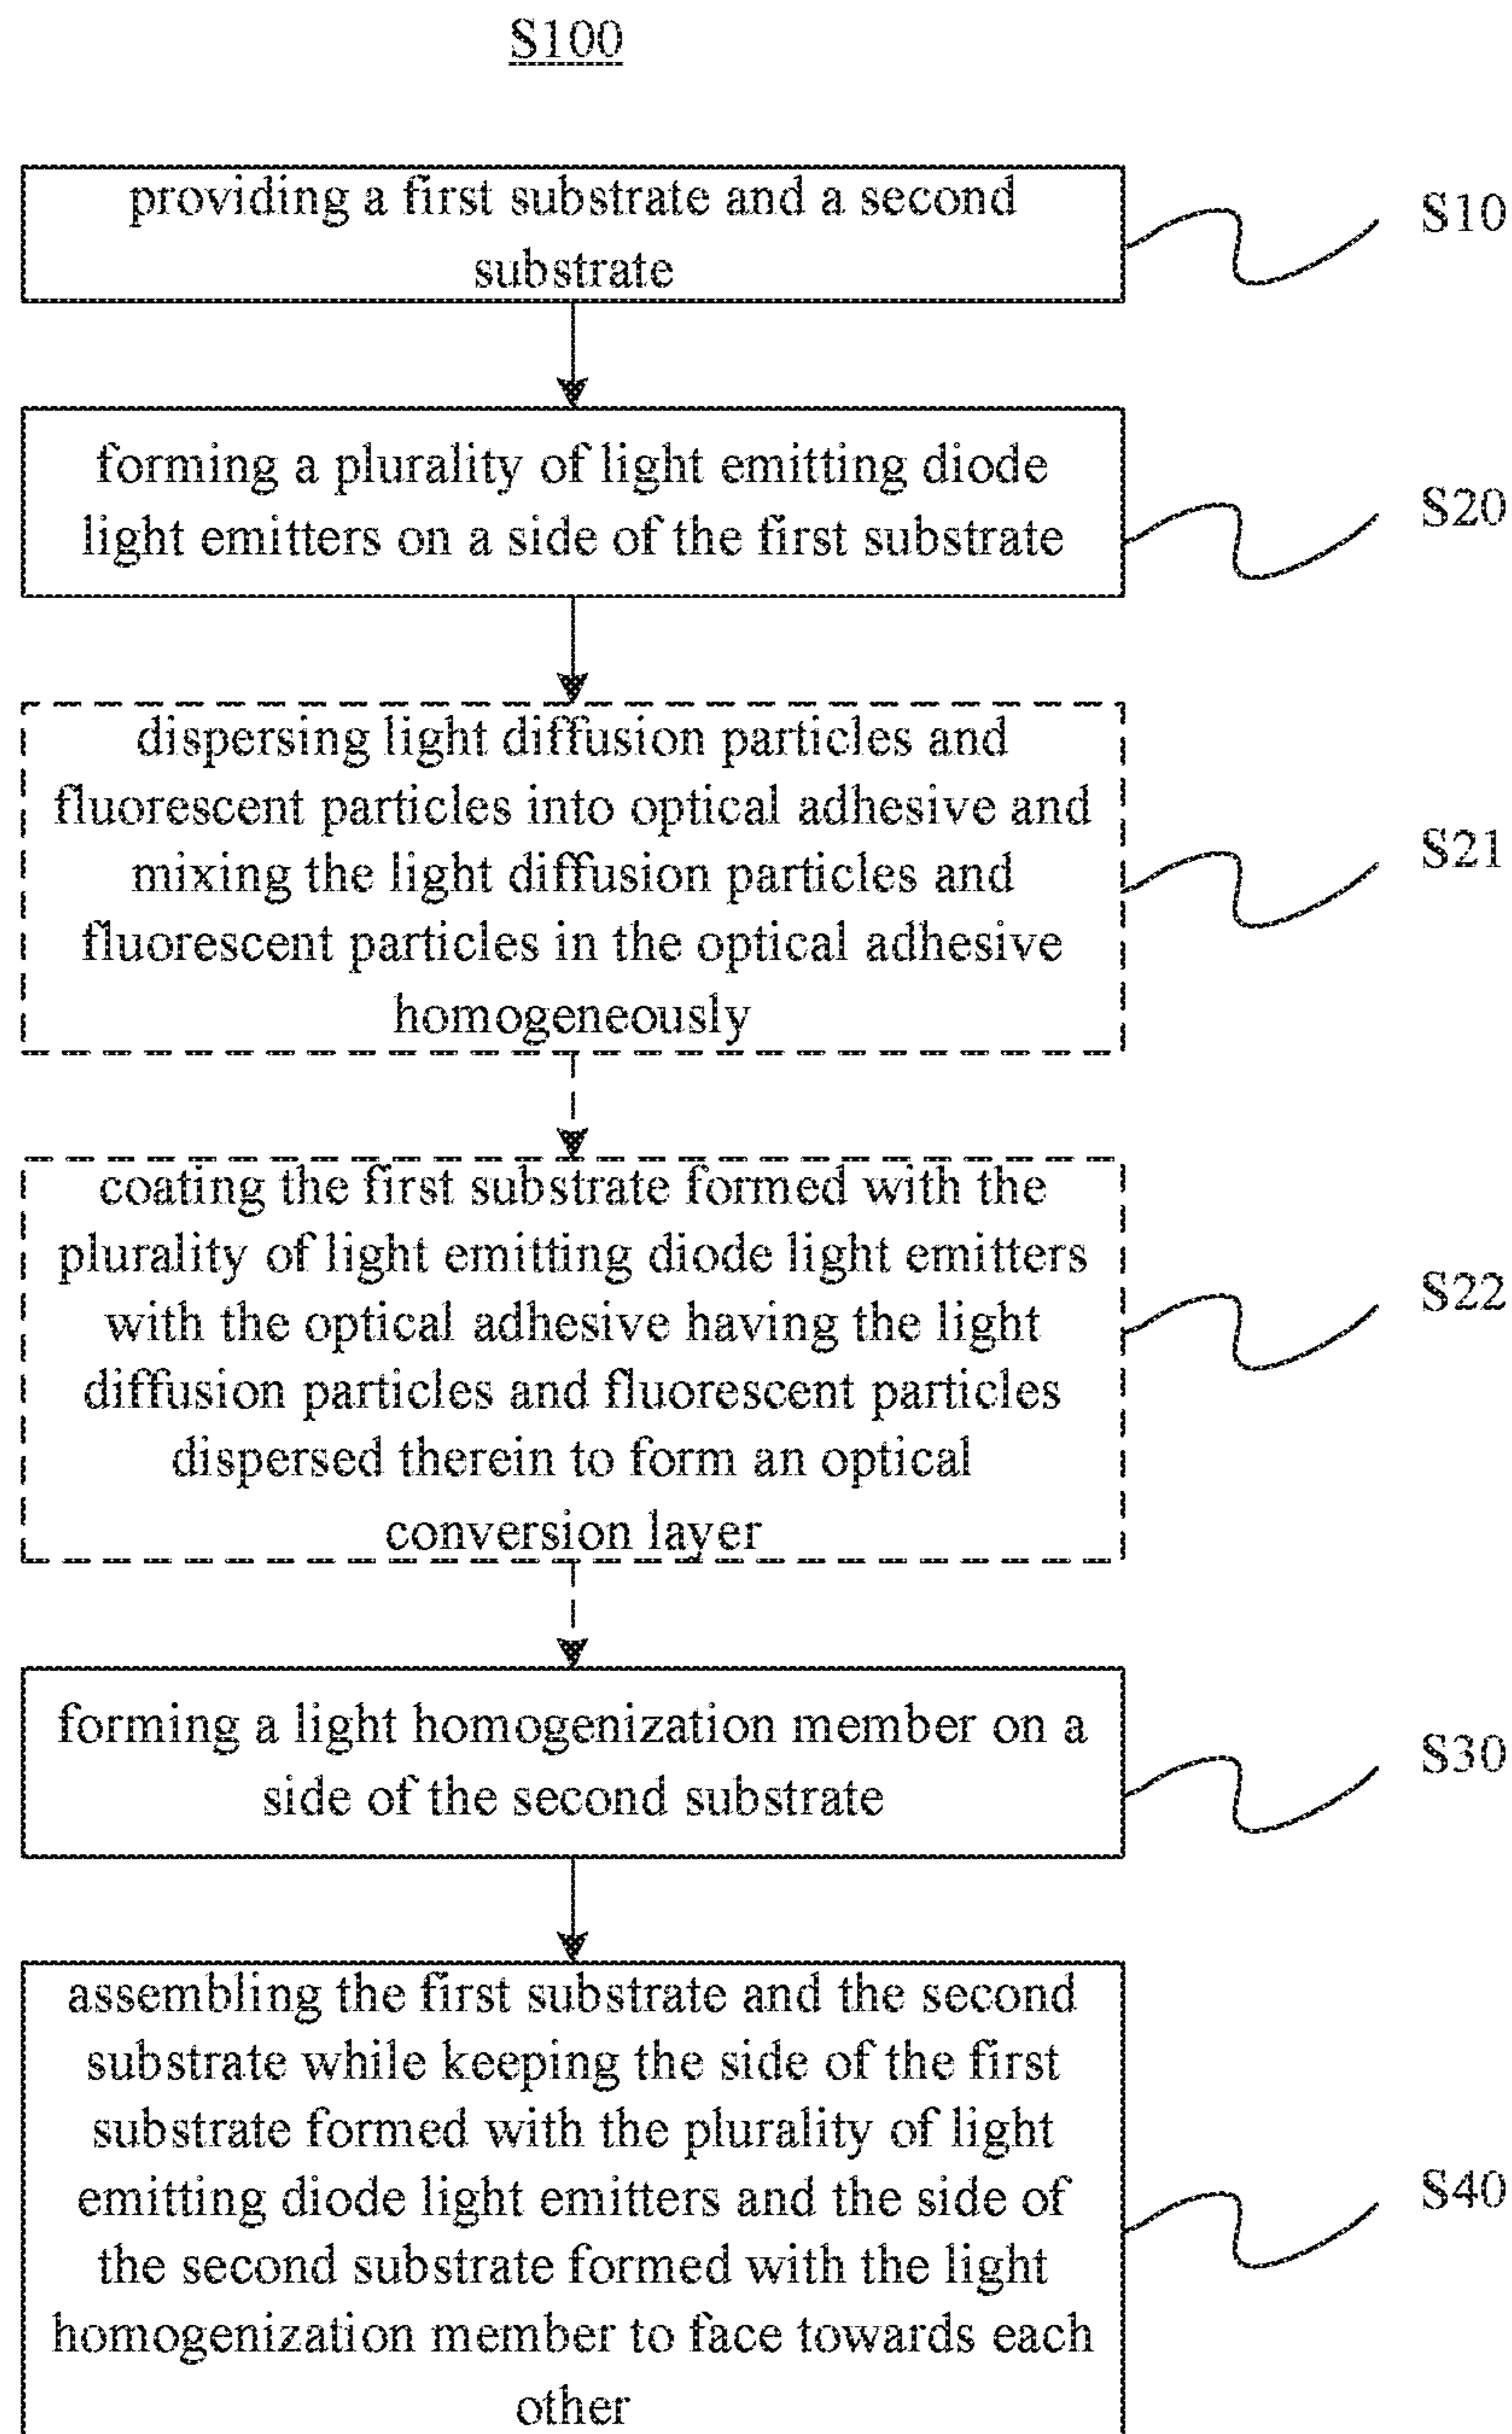 S100
providing a first substrate and a second
substrate
S10
forming a plurality of light emitting diode
light emitters on a side of the first substrate
S20
dispersing light diffusion particles and
fluorescent particles into optical adhesive and
mixing the light diffusion particles and
fluorescent particles in the optical adhesive
homogeneously
S21
coating the first substrate formed with the
plurality of light emitting diode light emitters
with the optical adhesive having the light
diffusion particles and fluorescent particles
dispersed therein to form an optical
conversion layer
S22
forming a light homogenization member on a
side of the second substrate
S30
assembling the first substrate and the second
substrate while keeping the side of the first
substrate formed with the plurality of light
emitting diode light emitters and the side of
the second substrate formed with the light
homogenization member to face towards each
other
S40